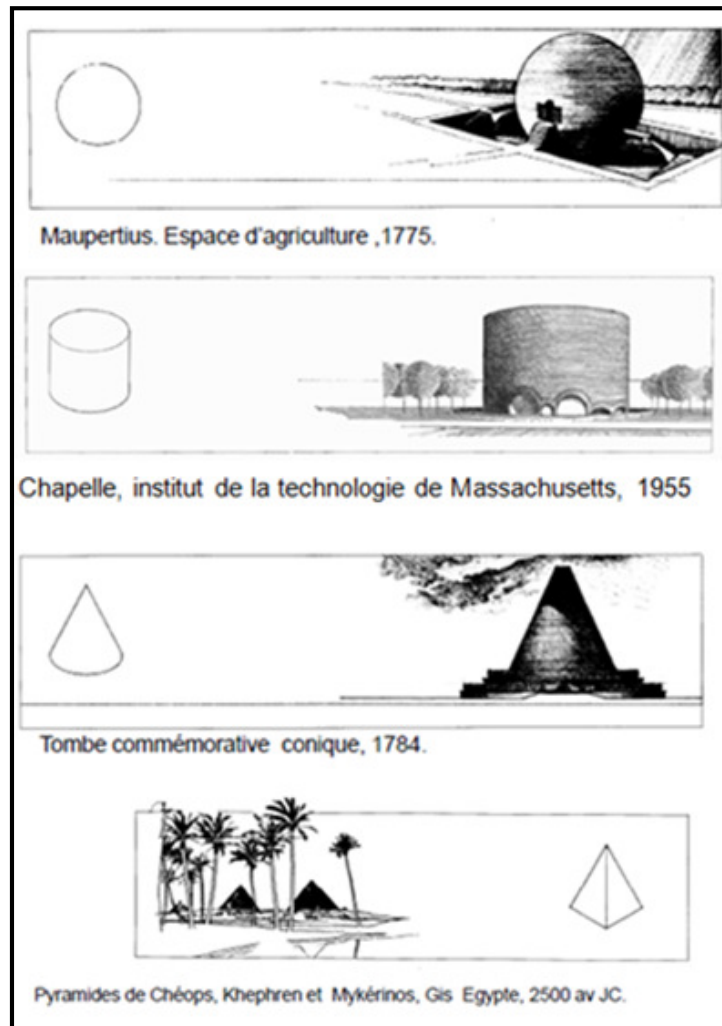 Maupertius. Espace d'agriculture ,1775.
Chapelle, institut de la technologie de Massachusetts, 1955
Tombe commémorative conique, 1784.
Pyramides de Chéops, Khephren et Mykérinos, Gis Egypte, 2500 av JC.